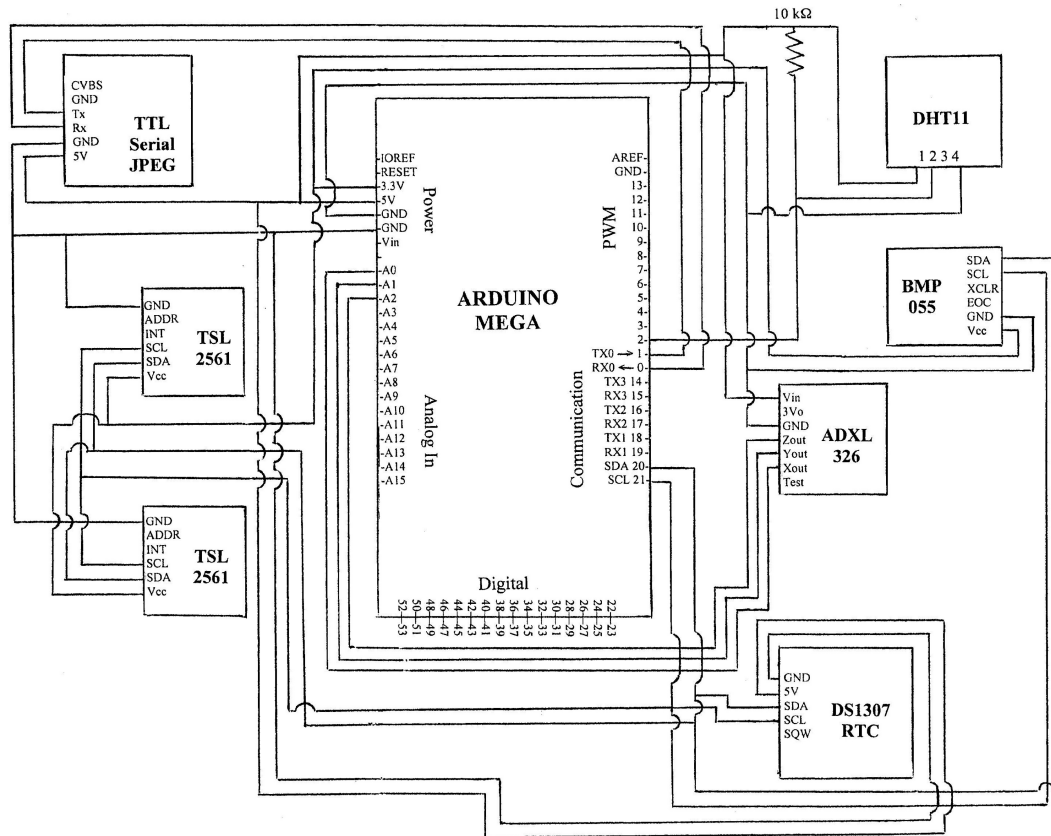 10 kΩ
CVBS
GND
Tx
Rx
GND
5V
TTL
Serial
JPEG
DHT11
1 2 3 4
IOREF
RESET
3.3V
5V
GND
GND
Vin
Power
A0
A1
A2
A3
A4
A5
A6
A7
A8
A9
A10
A11
A12
A13
A14
A15
Analog In
ARDUINO
MEGA
AREF
GND
13
12
11
10
9
8
7
6
5
4
3
2
TX0 → 1
RX0 ← 0
TX3 14
RX3 15
TX2 16
RX2 17
TX1 18
RX1 19
SDA 20
SCL 21
PWM
Communication
Digital
52 50 48 46 44 42 40 38 36 34 32 30 28 26 24 22
53 51 49 47 45 43 41 39 37 35 33 31 29 27 25 23
GND
ADDR
INT
SCL
SDA
Vcc
TSL
2561
GND
ADDR
INT
SCL
SDA
Vcc
TSL
2561
BMP
055
SDA
SCL
XCLR
EOC
GND
Vcc
Vin
3Vo
GND
Zout
Yout
Xout
Test
ADXL
326
GND
5V
SDA
SCL
SQW
DS1307
RTC